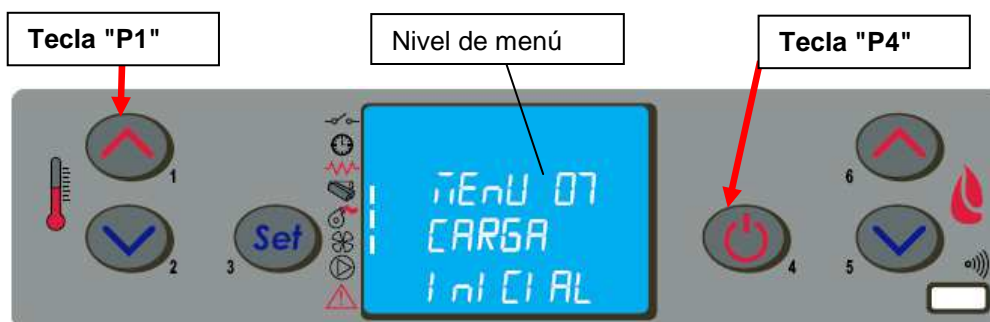 Tecla "P1"
Nivel de menú
Tecla "P4"
1
2
Set
3
MEnU 07
CARGA
InICIAL
4
6
5